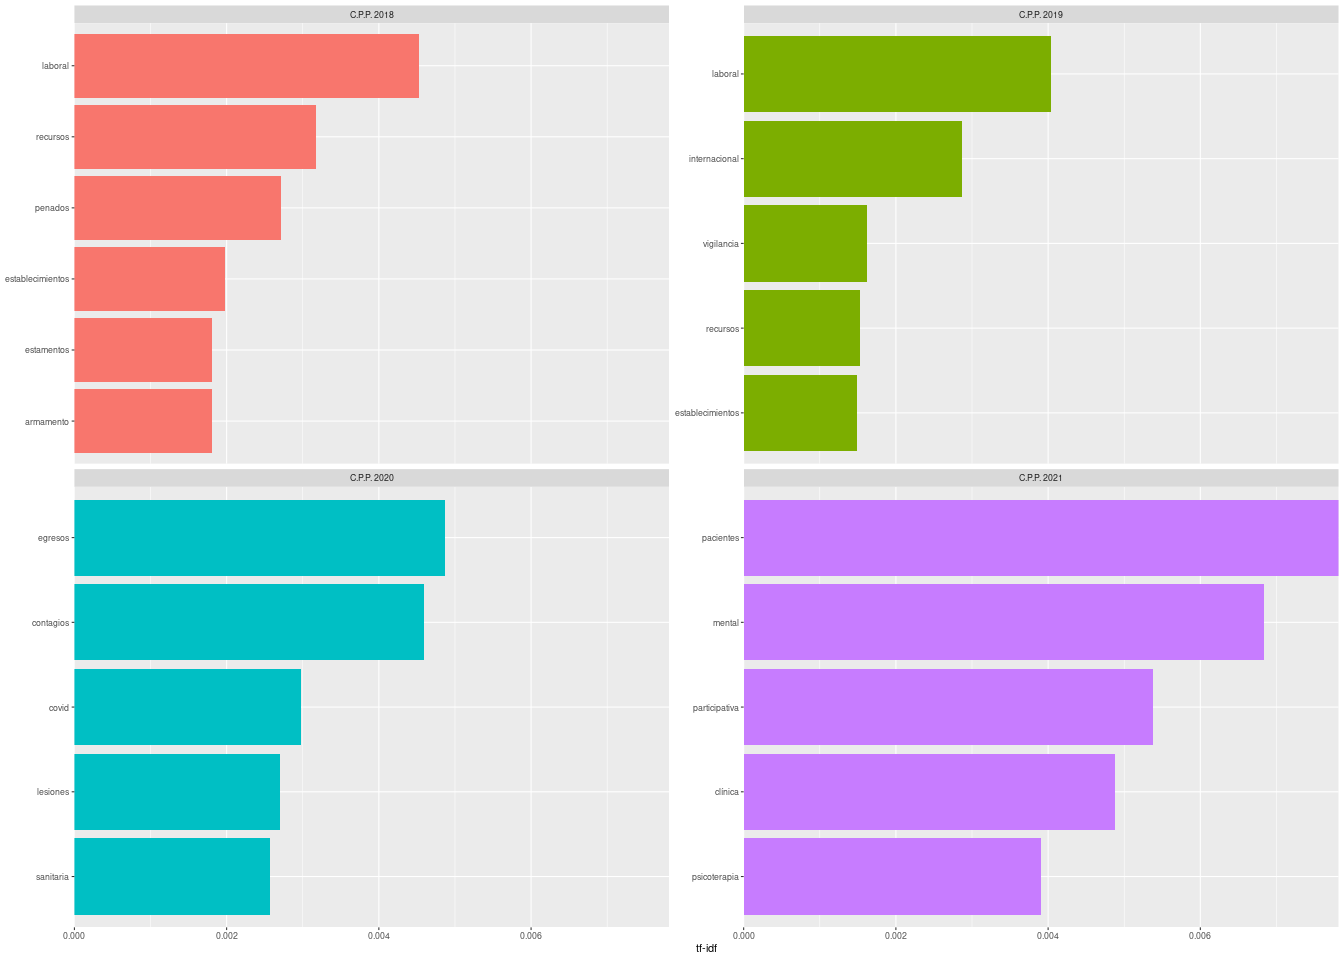 C.P.P. 2018
laboral
recursos
penados
establecimientos
estamentos
armamento
C.P.P. 2019
laboral
internacional
vigilancia
recursos
establecimientos
C.P.P. 2020
egresos
contagios
covid
lesiones
sanitaria
0.000 0.002 0.004 0.006
C.P.P. 2021
pacientes
mental
participativa
clínica
psicoterapia
0.000 0.002 0.004 0.006
tf-idf